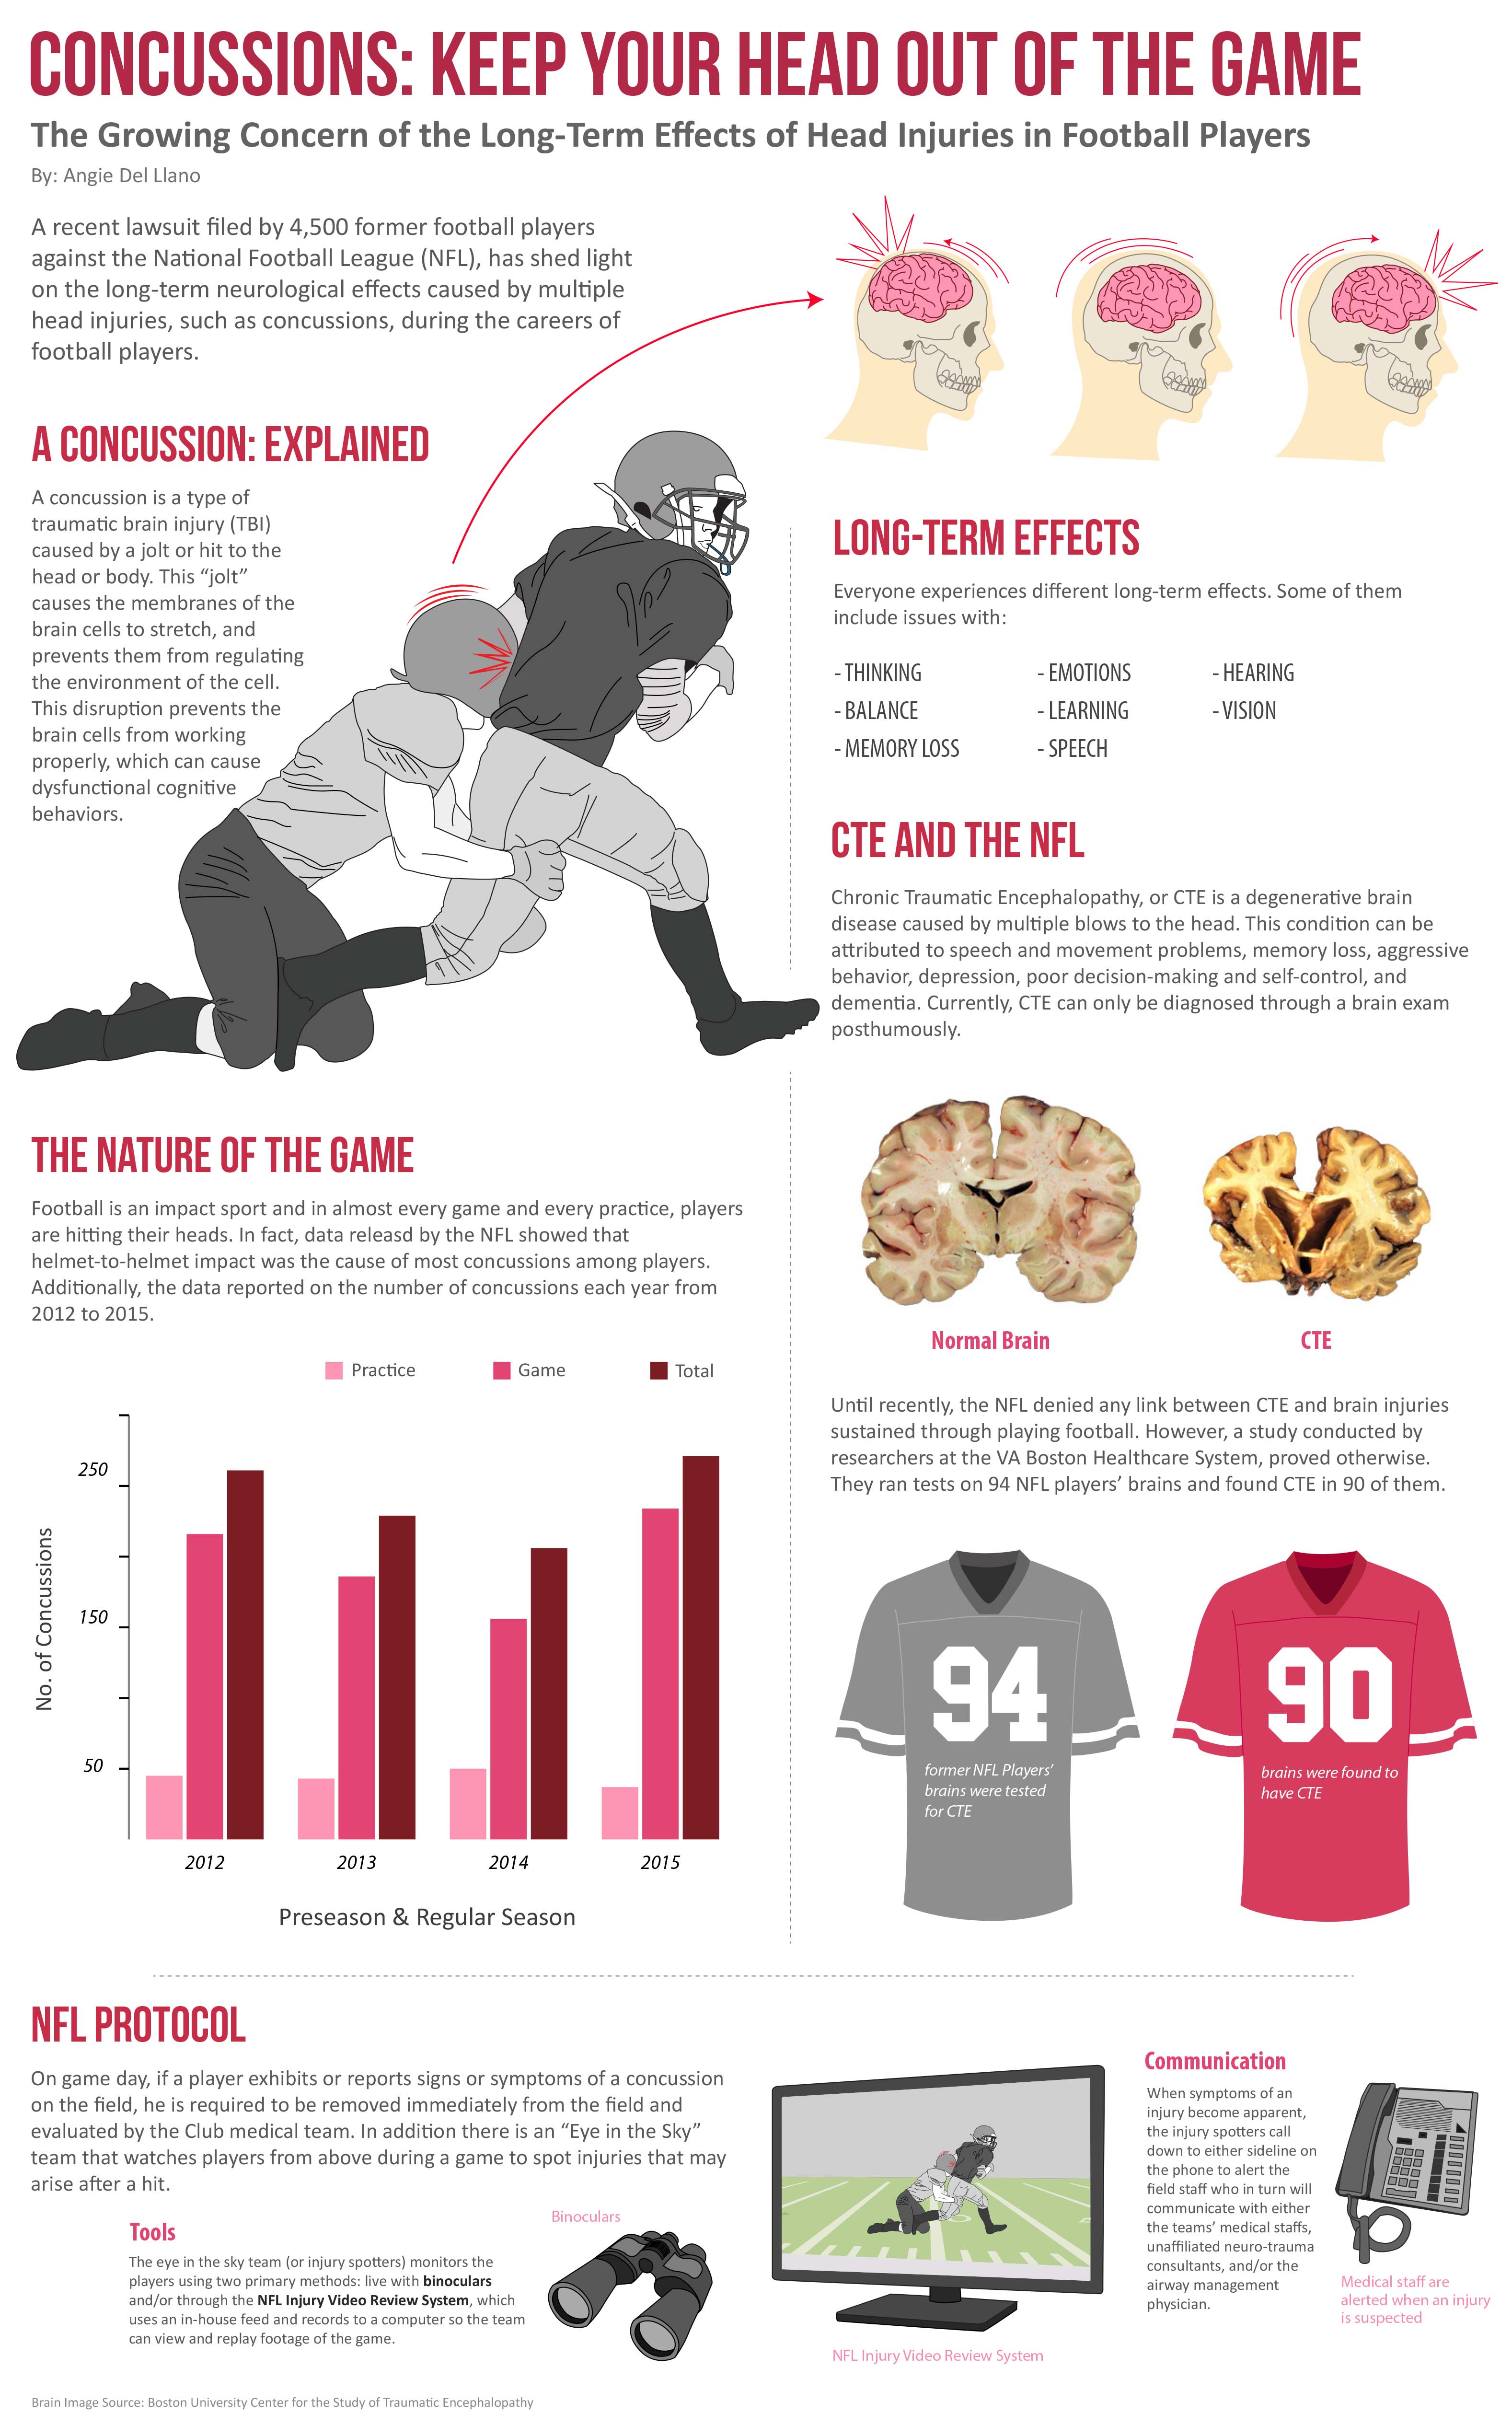 CONCUSSIONS: KEEP YOUR HEAD OUT OF THE GAME
The Growing Concern of the Long-Term Effects of Head Injuries in Football Players
By: Angie Del Llano
A recent lawsuit filed by 4,500 former football players
against the National Football League (NFL), has shed light
on the long-term neurological effects caused by multiple
head injuries, such as concussions, during the careers of
football players.
A CONCUSSION: EXPLAINED
A concussion is a type of
traumatic brain injury (TBI)
caused by a jolt or hit to the
head or body. This “jolt”
causes the membranes of the
brain cells to stretch, and
prevents them from regulating
the environment of the cell.
This disruption prevents the
brain cells from working
properly, which can cause
dysfunctional cognitive
behaviors.
LONG-TERM EFFECTS
Everyone experiences different long-term effects. Some of them
include issues with:
- THINKING
- BALANCE
- MEMORY LOSS
- EMOTIONS
- LEARNING
- SPEECH
- HEARING
- VISION
CTE AND THE NFL
Chronic Traumatic Encephalopathy, or CTE is a degenerative brain
disease caused by multiple blows to the head. This condition can be
attributed to speech and movement problems, memory loss, aggressive
behavior, depression, poor decision-making and self-control, and
dementia. Currently, CTE can only be diagnosed through a brain exam
posthumously.
Normal Brain
CTE
Until recently, the NFL denied any link between CTE and brain injuries
sustained through playing football. However, a study conducted by
researchers at the VA Boston Healthcare System, proved otherwise.
They ran tests on 94 NFL players’ brains and found CTE in 90 of them.
94
former NFL Players’
brains were tested
for CTE
90
brains were found to
have CTE
THE NATURE OF THE GAME
Football is an impact sport and in almost every game and every practice, players
are hitting their heads. In fact, data releasd by the NFL showed that
helmet-to-helmet impact was the cause of most concussions among players.
Additionally, the data reported on the number of concussions each year from
2012 to 2015.
Practice
Game
Total
No. of Concussions
250
150
50
2012
2013
2014
2015
Preseason & Regular Season
NFL PROTOCOL
On game day, if a player exhibits or reports signs or symptoms of a concussion
on the field, he is required to be removed immediately from the field and
evaluated by the Club medical team. In addition there is an “Eye in the Sky”
team that watches players from above during a game to spot injuries that may
arise after a hit.
Tools
The eye in the sky team (or injury spotters) monitors the
players using two primary methods: live with binoculars
and/or through the NFL Injury Video Review System, which
uses an in-house feed and records to a computer so the team
can view and replay footage of the game.
Binoculars
NFL Injury Video Review System
Communication
When symptoms of an
injury become apparent,
the injury spotters call
down to either sideline on
the phone to alert the
field staff who in turn will
communicate with either
the teams’ medical staffs,
unaffiliated neuro-trauma
consultants, and/or the
airway management
physician.
Medical staff are
alerted when an injury
is suspected
Brain Image Source: Boston University Center for the Study of Traumatic Encephalopathy